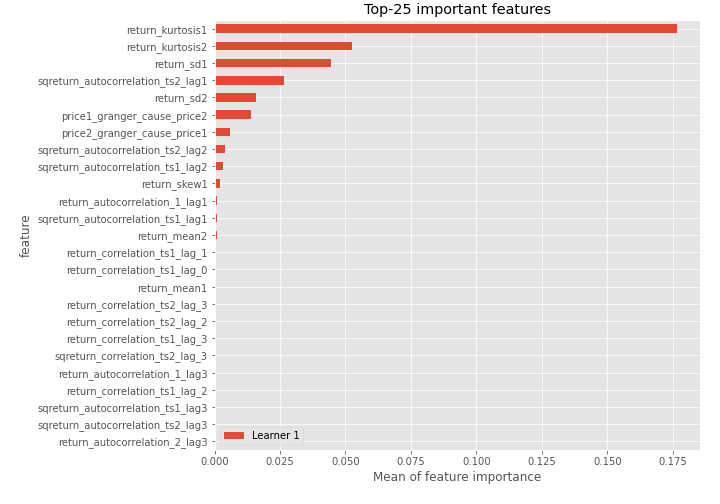 Top-25 important features
return_kurtosis1
return_kurtosis2
return_sd1
sqreturn_autocorrelation_ts2_lag1
return_sd2
price1_granger_cause_price2
price2_granger_cause_price1
sqreturn_autocorrelation_ts2_lag2
sqreturn_autocorrelation_ts1_lag2
return_skew1
return_autocorrelation_1_lag1
sqreturn_autocorrelation_ts1_lag1
return_mean2
return_correlation_ts1_lag_1
return_correlation_ts1_lag_0
return_mean1
return_correlation_ts2_lag_3
return_correlation_ts2_lag_2
return_correlation_ts1_lag_3
sqreturn_correlation_ts2_lag_3
return_autocorrelation_1_lag3
return_correlation_ts1_lag_2
sqreturn_autocorrelation_ts1_lag3
sqreturn_autocorrelation_ts2_lag3
return_autocorrelation_2_lag3
feature
Learner 1
0.000 0.025 0.050 0.075 0.100 0.125 0.150 0.175
Mean of feature importance